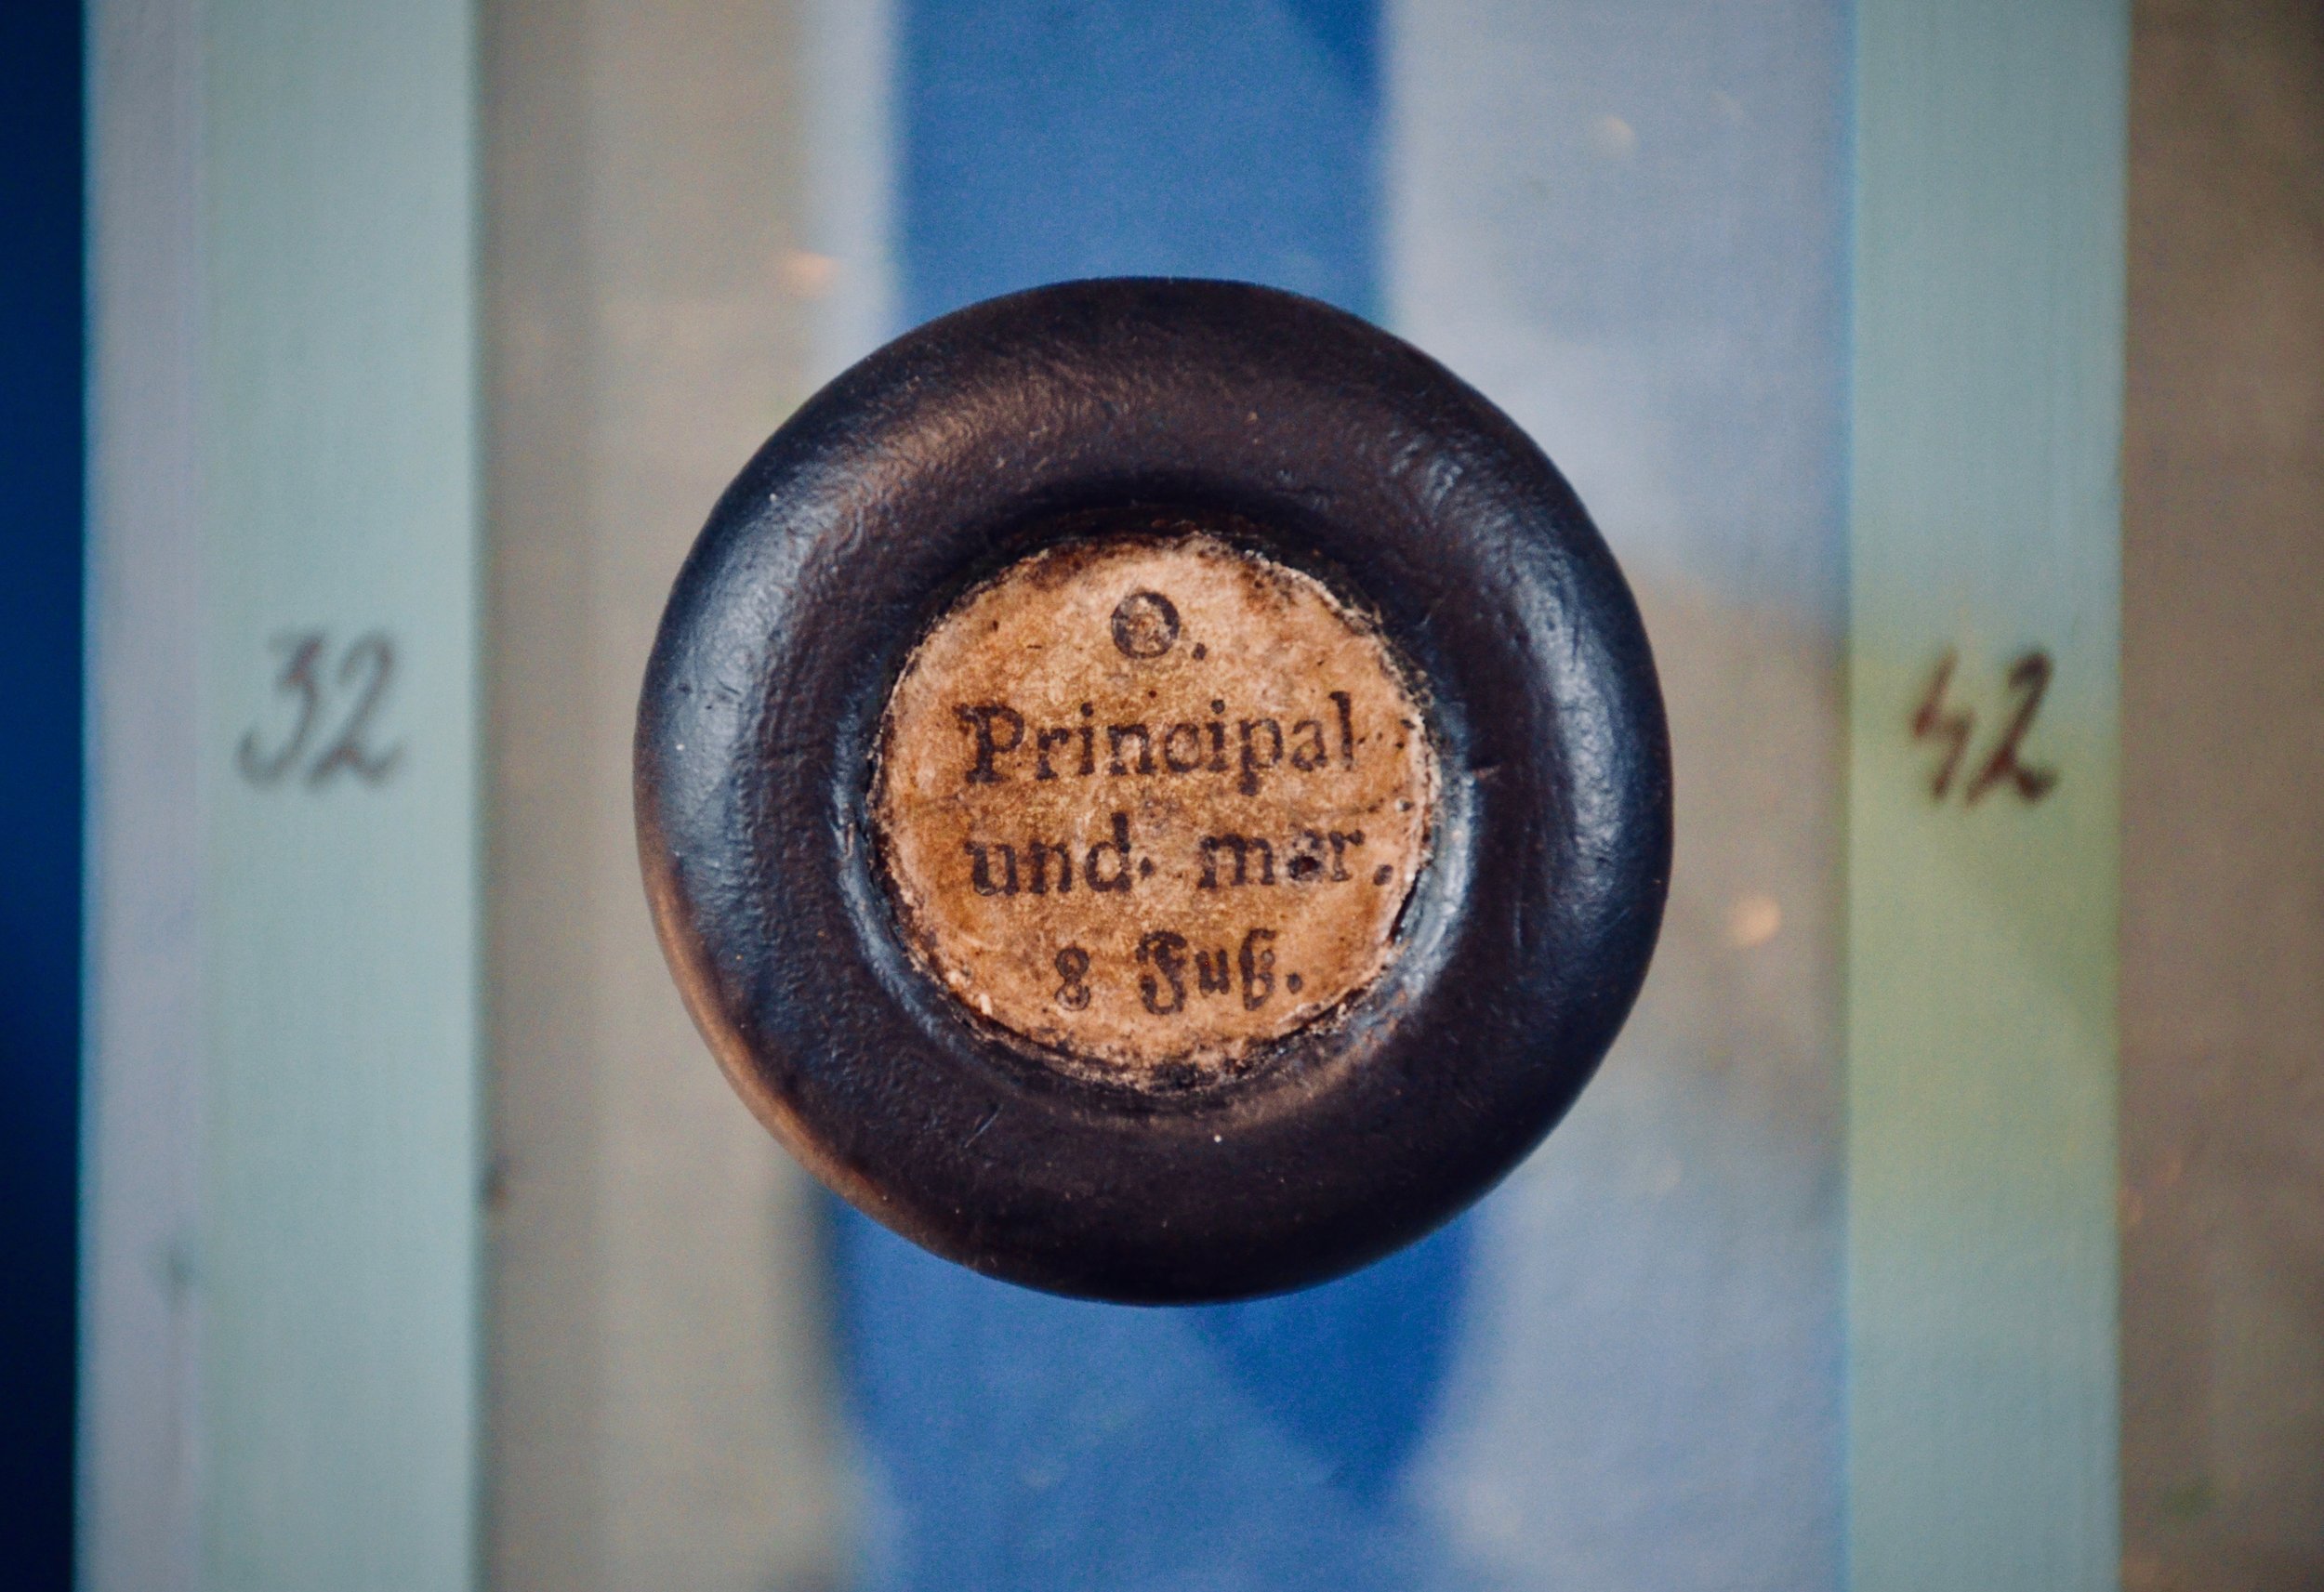 O.
Principal
und mar.
8 Fuß.
32
42